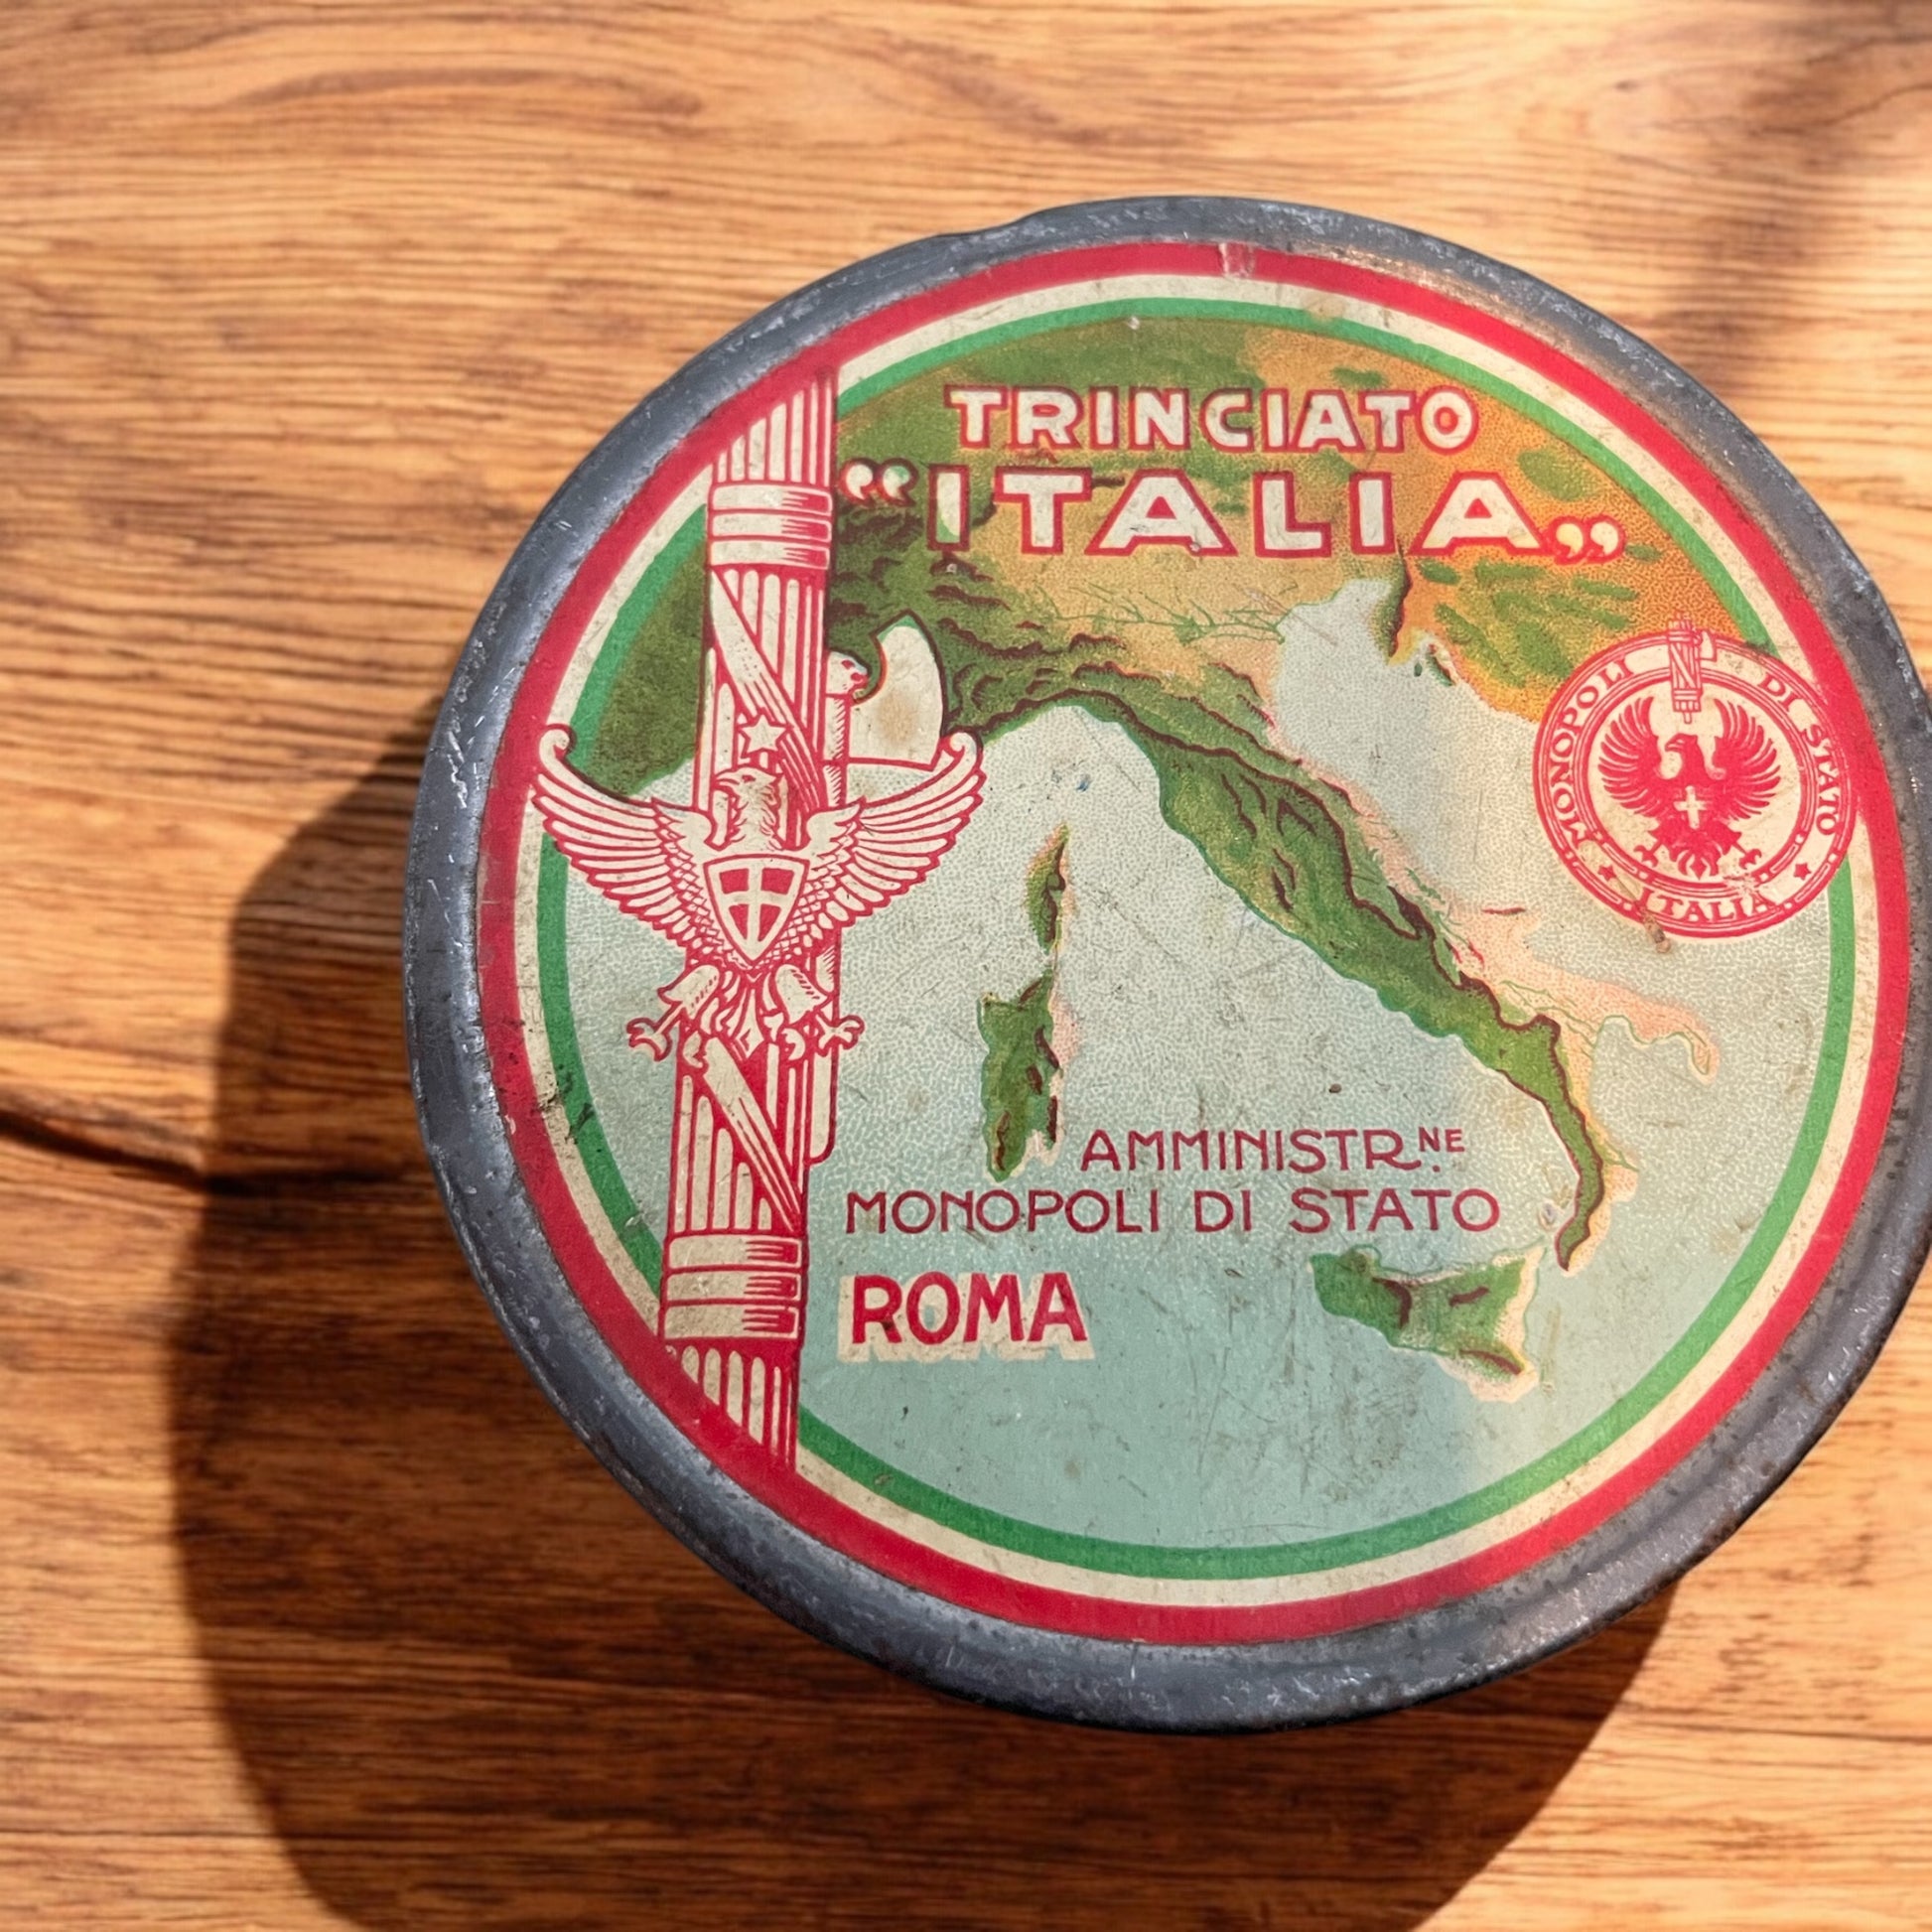 TRINCIATO
“ITALIA„
MONOPOLI DI STATO
ITALIA
AMMINISTR.NE
MONOPOLI DI STATO
ROMA